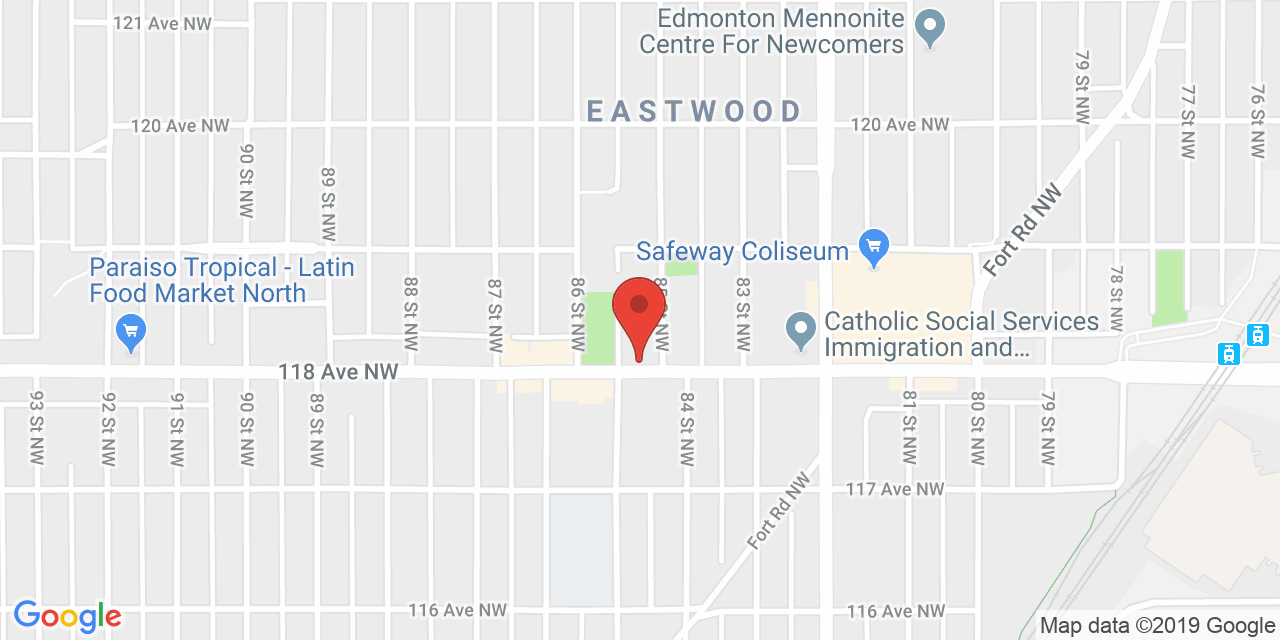 121 Ave NW
Edmonton Mennonite
Centre For Newcomers
EASTWOOD
120 Ave NW
120 Ave NW
79 St NW
77 St NW
76 St NW
90 St NW
89 St NW
Fort Rd NW
Safeway Coliseum
Paraiso Tropical - Latin
Food Market North
88 St NW
87 St NW
86 St NW
85 St NW
83 St NW
78 St NW
Catholic Social Services
Immigration and...
118 Ave NW
93 St NW
92 St NW
91 St NW
90 St NW
89 St NW
84 St NW
81 St NW
80 St NW
79 St NW
117 Ave NW
Fort Rd NW
116 Ave NW
116 Ave NW
Google
Map data ©2019 Google